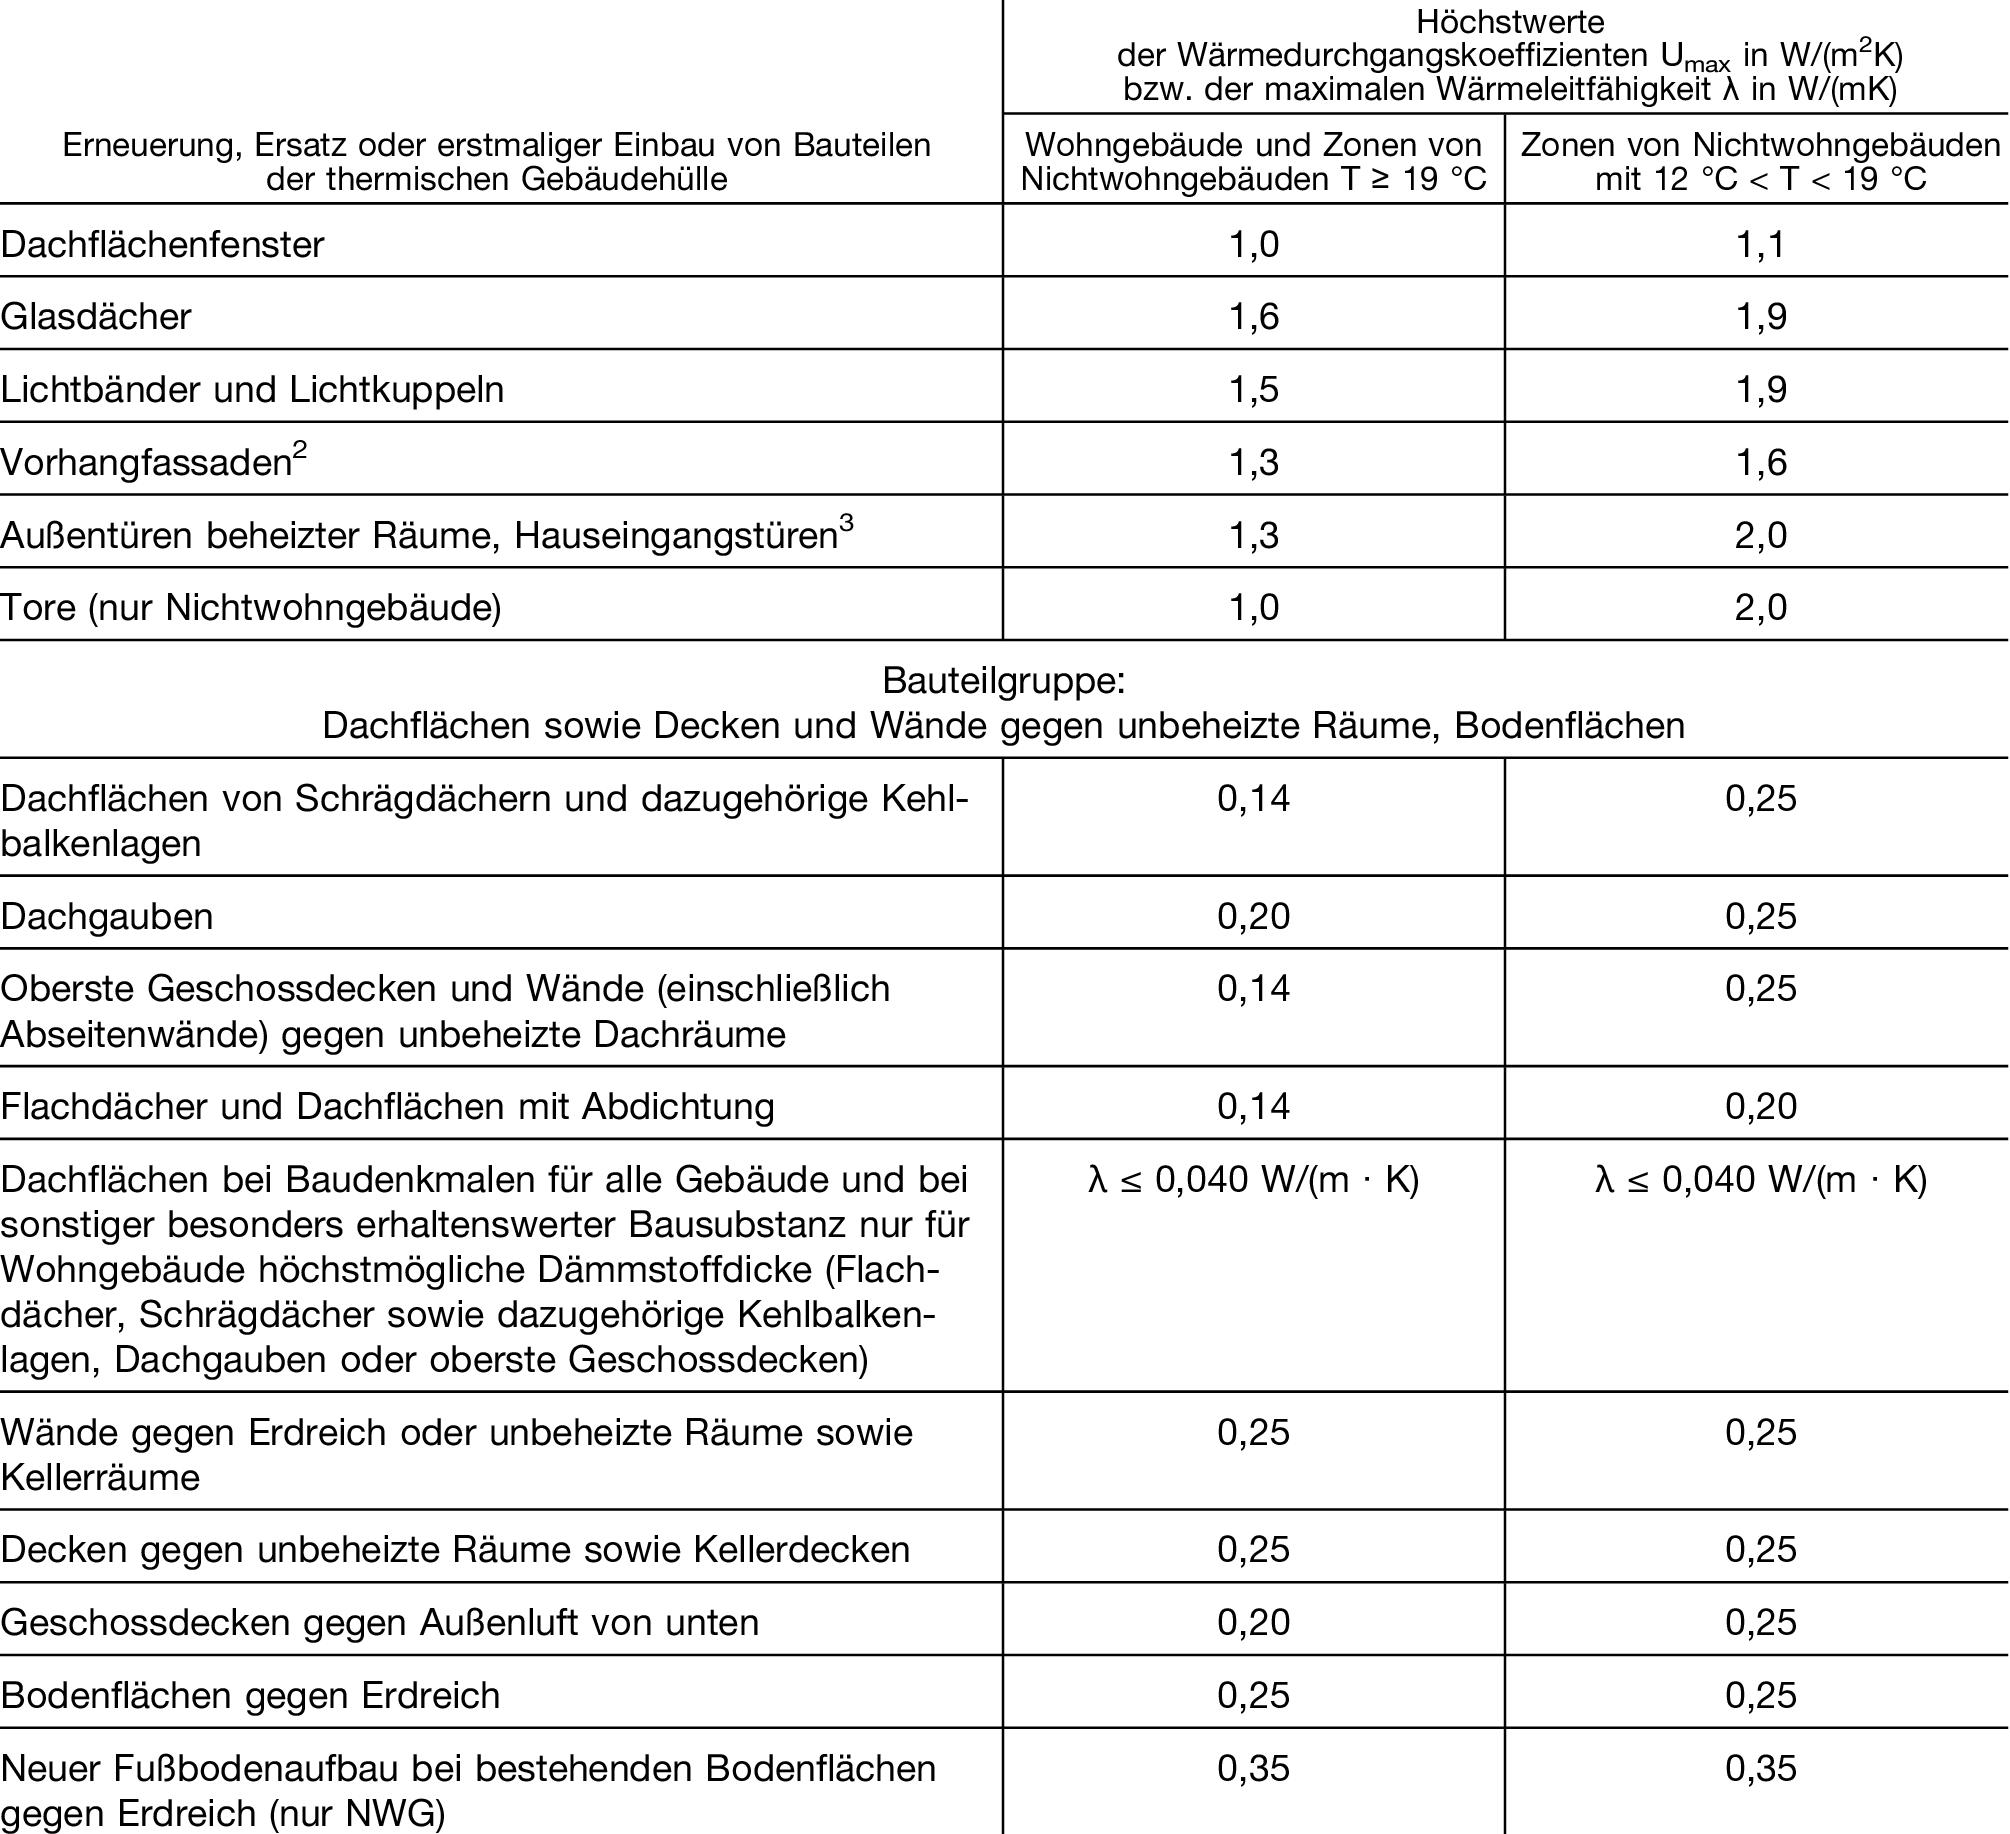 Höchstwerte
der Wärmedurchgangskoeffizienten Umax in W/(m²K)
bzw. der maximalen Wärmeleitfähigkeit λ in W/(mK)
Erneuerung, Ersatz oder erstmaliger Einbau von Bauteilen
der thermischen Gebäudehülle
Wohngebäude und Zonen von
Nichtwohngebäuden T ≥ 19 °C
Zonen von Nichtwohngebäuden
mit 12 °C < T < 19 °C
Dachflächenfenster 1,0 1,1
Glasdächer 1,6 1,9
Lichtbänder und Lichtkuppeln 1,5 1,9
Vorhangfassaden² 1,3 1,6
Außentüren beheizter Räume, Hauseingangstüren³ 1,3 2,0
Tore (nur Nichtwohngebäude) 1,0 2,0
Bauteilgruppe:
Dachflächen sowie Decken und Wände gegen unbeheizte Räume, Bodenflächen
Dachflächen von Schrägdächern und dazugehörige Kehl- 0,14 0,25
balkenlagen
Dachgauben 0,20 0,25
Oberste Geschossdecken und Wände (einschließlich 0,14 0,25
Abseitenwände) gegen unbeheizte Dachräume
Flachdächer und Dachflächen mit Abdichtung 0,14 0,20
Dachflächen bei Baudenkmalen für alle Gebäude und bei λ ≤ 0,040 W/(m · K) λ ≤ 0,040 W/(m · K)
sonstiger besonders erhaltenswerter Bausubstanz nur für
Wohngebäude höchstmögliche Dämmstoffdicke (Flach-
dächer, Schrägdächer sowie dazugehörige Kehlbalken-
lagen, Dachgauben oder oberste Geschossdecken)
Wände gegen Erdreich oder unbeheizte Räume sowie 0,25 0,25
Kellerräume
Decken gegen unbeheizte Räume sowie Kellerdecken 0,25 0,25
Geschossdecken gegen Außenluft von unten 0,20 0,25
Bodenflächen gegen Erdreich 0,25 0,25
Neuer Fußbodenaufbau bei bestehenden Bodenflächen 0,35 0,35
gegen Erdreich (nur NWG)